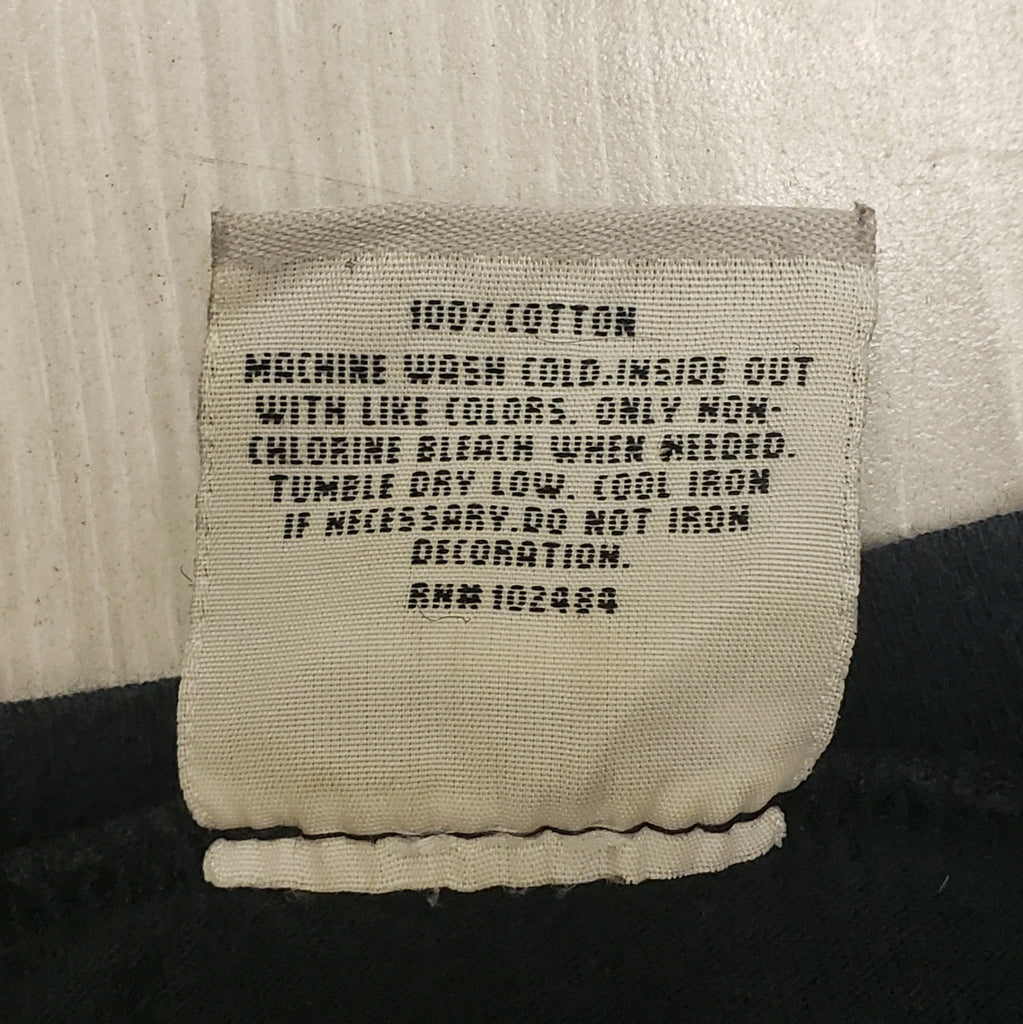 100% COTTON
MACHINE WASH COLD.INSIDE OUT
WITH LIKE COLORS. ONLY NON-
CHLORINE BLEACH WHEN NEEDED.
TUMBLE DRY LOW. COOL IRON
IF NECESSARY.DO NOT IRON
DECORATION.
RN# 102484